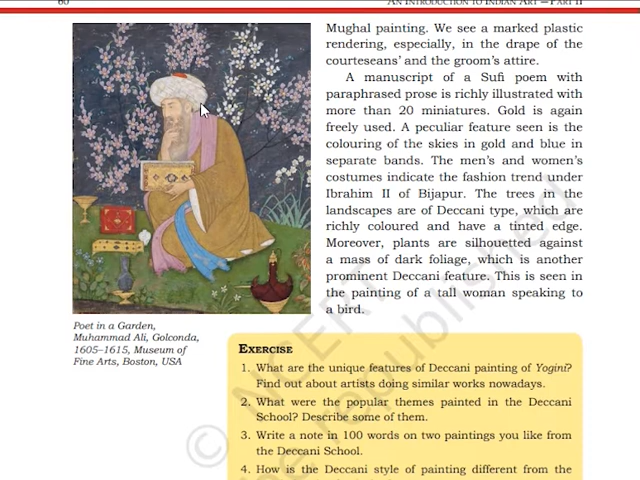 60
AN INTRODUCTION TO INDIAN ART —PART II
Mughal painting. We see a marked plastic
rendering, especially, in the drape of the
courteseans’ and the groom’s attire.
A manuscript of a Sufi poem with
paraphrased prose is richly illustrated with
more than 20 miniatures. Gold is again
freely used. A peculiar feature seen is the
colouring of the skies in gold and blue in
separate bands. The men’s and women’s
costumes indicate the fashion trend under
Ibrahim II of Bijapur. The trees in the
landscapes are of Deccani type, which are
richly coloured and have a tinted edge.
Moreover, plants are silhouetted against
a mass of dark foliage, which is another
prominent Deccani feature. This is seen in
the painting of a tall woman speaking to
a bird.
Poet in a Garden,
Muhammad Ali, Golconda,
1605–1615, Museum of
Fine Arts, Boston, USA
EXERCISE
1. What are the unique features of Deccani painting of Yogini?
Find out about artists doing similar works nowadays.
2. What were the popular themes painted in the Deccani
School? Describe some of them.
3. Write a note in 100 words on two paintings you like from
the Deccani School.
4. How is the Deccani style of painting different from the
© NCERT
be republished